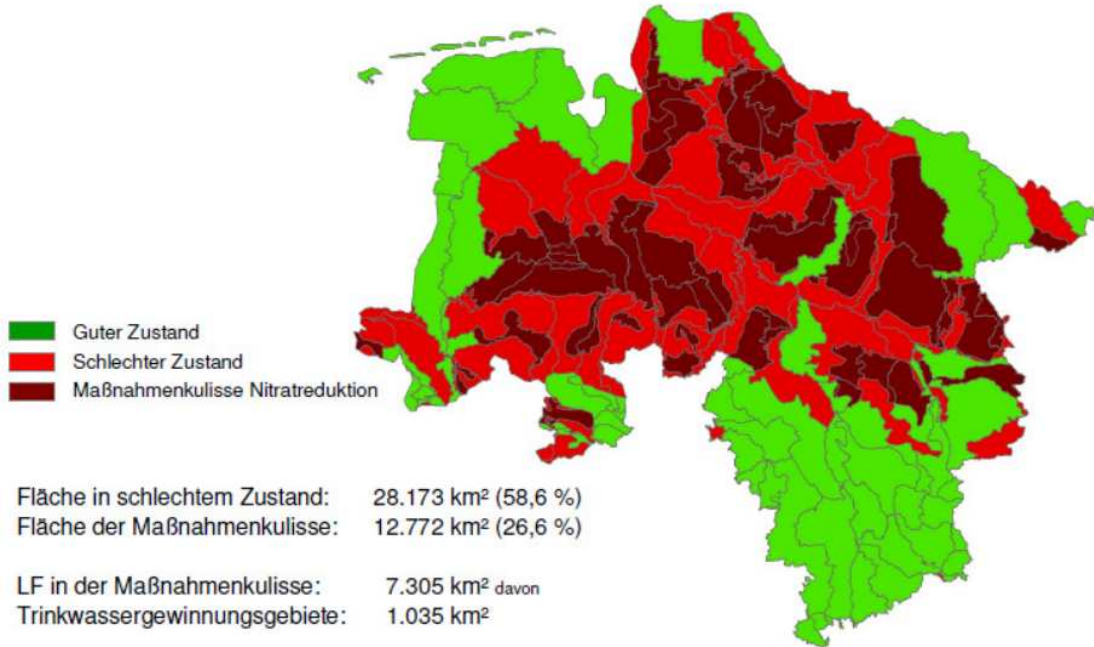 Guter Zustand
Schlechter Zustand
Maßnahmenkulisse Nitratreduktion
Fläche in schlechtem Zustand: 28.173 km² (58,6 %)
Fläche der Maßnahmenkulisse: 12.772 km² (26,6 %)
LF in der Maßnahmenkulisse: 7.305 km² davon
Trinkwassergewinnungsgebiete: 1.035 km²